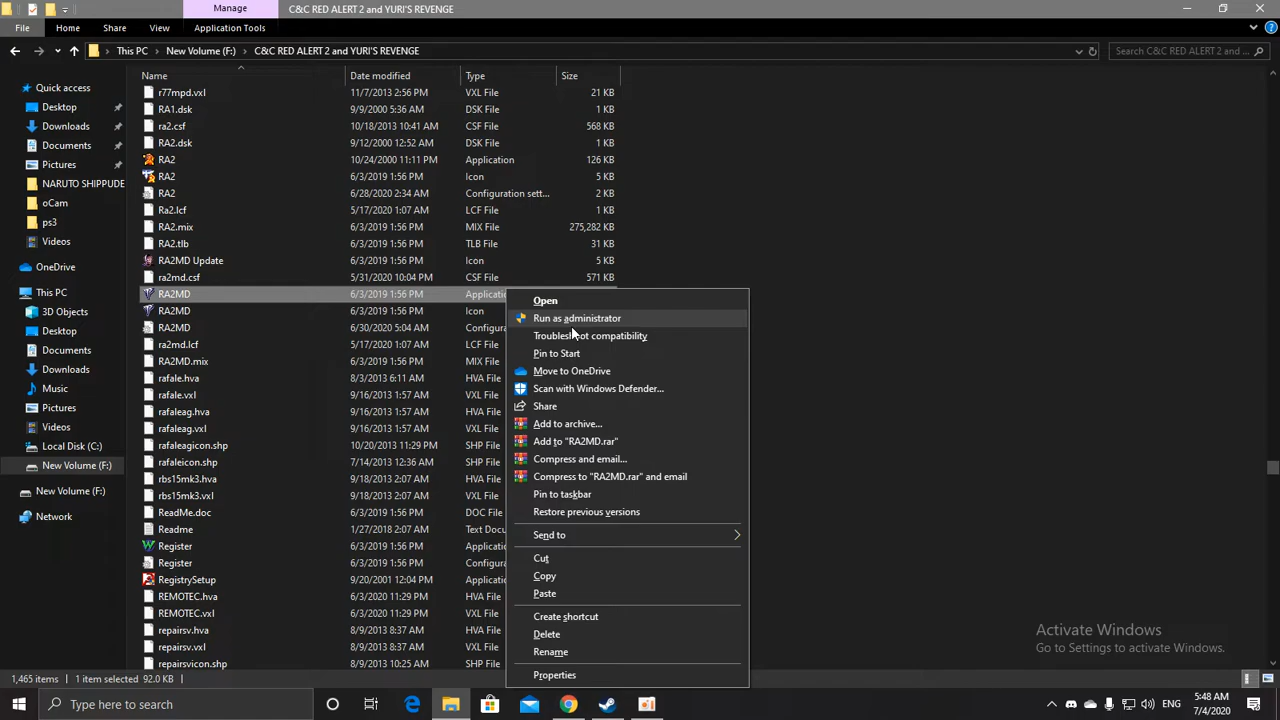 Manage
C&C RED ALERT 2 and YURI'S REVENGE
File
Home
Share
View
Application Tools
This PC
New Volume (F:)
C&C RED ALERT 2 and YURI'S REVENGE
Search C&C RED ALERT 2 and ...
Name
Date modified
Type
Size
Quick access
Desktop
Downloads
Documents
Pictures
NARUTO SHIPPUDE
oCam
ps3
Videos
OneDrive
This PC
3D Objects
Desktop
Documents
Downloads
Music
Pictures
Videos
Local Disk (C:)
New Volume (F:)
New Volume (F:)
Network
r77mpd.vxl 11/7/2013 2:56 PM VXL File 21 KB
RA1.dsk 9/9/2000 5:36 AM DSK File 1 KB
ra2.csf 10/18/2013 10:41 AM CSF File 568 KB
RA2.dsk 9/12/2000 12:52 AM DSK File 1 KB
RA2 10/24/2000 11:11 PM Application 126 KB
RA2 6/3/2019 1:56 PM Icon 5 KB
RA2 6/28/2020 2:34 AM Configuration sett... 2 KB
Ra2.lcf 5/17/2020 1:07 AM LCF File 1 KB
RA2.mix 6/3/2019 1:56 PM MIX File 275,282 KB
RA2.tlb 6/3/2019 1:56 PM TLB File 31 KB
RA2MD Update 6/3/2019 1:56 PM Icon 5 KB
ra2md.csf 5/31/2020 10:04 PM CSF File 571 KB
RA2MD 6/3/2019 1:56 PM Applicatio
RA2MD 6/3/2019 1:56 PM Icon
RA2MD 6/30/2020 5:04 AM Configura
ra2md.lcf 5/17/2020 1:07 AM LCF File
RA2MD.mix 6/3/2019 1:56 PM MIX File
rafale.hva 8/3/2013 6:11 AM HVA File
rafale.vxl 9/16/2013 1:57 AM VXL File
rafaleag.hva 9/16/2013 1:57 AM HVA File
rafaleag.vxl 9/16/2013 1:57 AM VXL File
rafaleagicon.shp 10/20/2013 11:29 PM SHP File
rafaleicon.shp 7/14/2013 12:36 AM SHP File
rbs15mk3.hva 9/18/2013 2:07 AM HVA File
rbs15mk3.vxl 9/18/2013 2:07 AM VXL File
ReadMe.doc 6/3/2019 1:56 PM DOC File
Readme 1/27/2018 2:07 AM Text Docu
Register 6/3/2019 1:56 PM Applicatio
Register 6/3/2019 1:56 PM Configura
RegistrySetup 9/20/2001 12:04 PM Applicatio
REMOTEC.hva 6/3/2020 11:29 PM HVA File
REMOTEC.vxl 6/3/2020 11:29 PM VXL File
repairsv.hva 8/9/2013 8:37 AM HVA File
repairsv.vxl 8/9/2013 8:37 AM VXL File
repairsvicon.shp 8/9/2013 10:25 AM SHP File
Open
Run as administrator
Troubleshoot compatibility
Pin to Start
Move to OneDrive
Scan with Windows Defender...
Share
Add to archive...
Add to "RA2MD.rar"
Compress and email...
Compress to "RA2MD.rar" and email
Pin to taskbar
Restore previous versions
Send to
Cut
Copy
Paste
Create shortcut
Delete
Rename
Properties
Activate Windows
Go to Settings to activate Windows.
1,465 items
1 item selected 92.0 KB
Type here to search
ENG
5:48 AM
7/4/2020